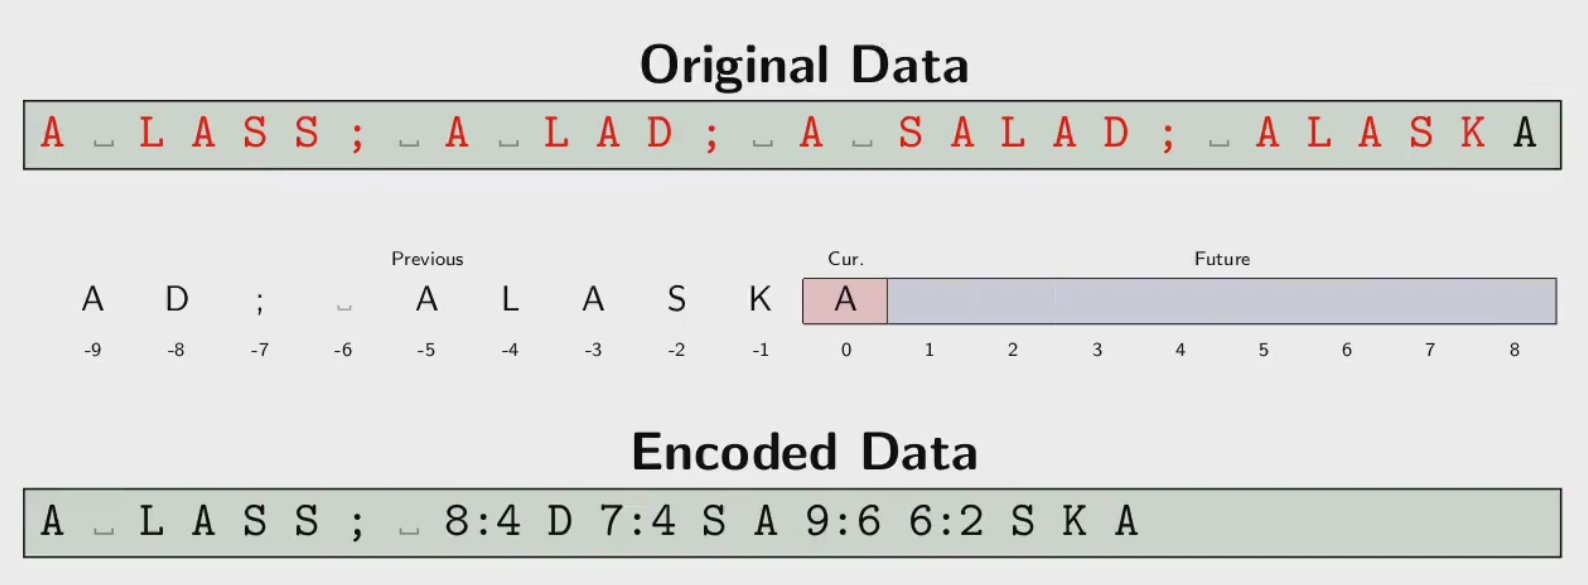 Original Data
A ␣ L A S S ; ␣ A ␣ L A D ; ␣ A ␣ S A L A D ; ␣ A L A S K A
Previous Cur. Future
A D ; ␣ A L A S K A
-9 -8 -7 -6 -5 -4 -3 -2 -1 0 1 2 3 4 5 6 7 8
Encoded Data
A ␣ L A S S ; ␣ 8:4 D 7:4 S A 9:6 6:2 S K A